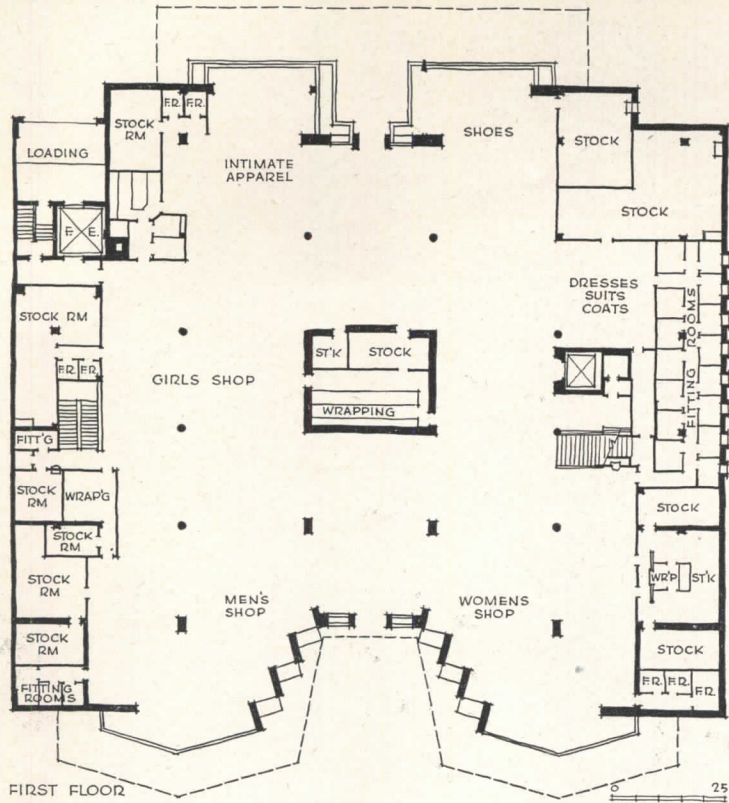 STOCK
RM
F.R.
F.R.
LOADING
INTIMATE
APPAREL
SHOES
STOCK
STOCK
F.
E.
DRESSES
SUITS
COATS
FITTING ROOMS
STOCK RM
F.R.
F.R.
GIRLS SHOP
ST'K
STOCK
WRAPPING
FITT'G
STOCK
RM
WRAP'G
STOCK
RM
STOCK
RM
STOCK
RM
FITTING
ROOMS
MEN'S
SHOP
WOMENS
SHOP
STOCK
WR'P
ST'K
STOCK
F.R.
F.R.
F.R.
FIRST FLOOR
0
25